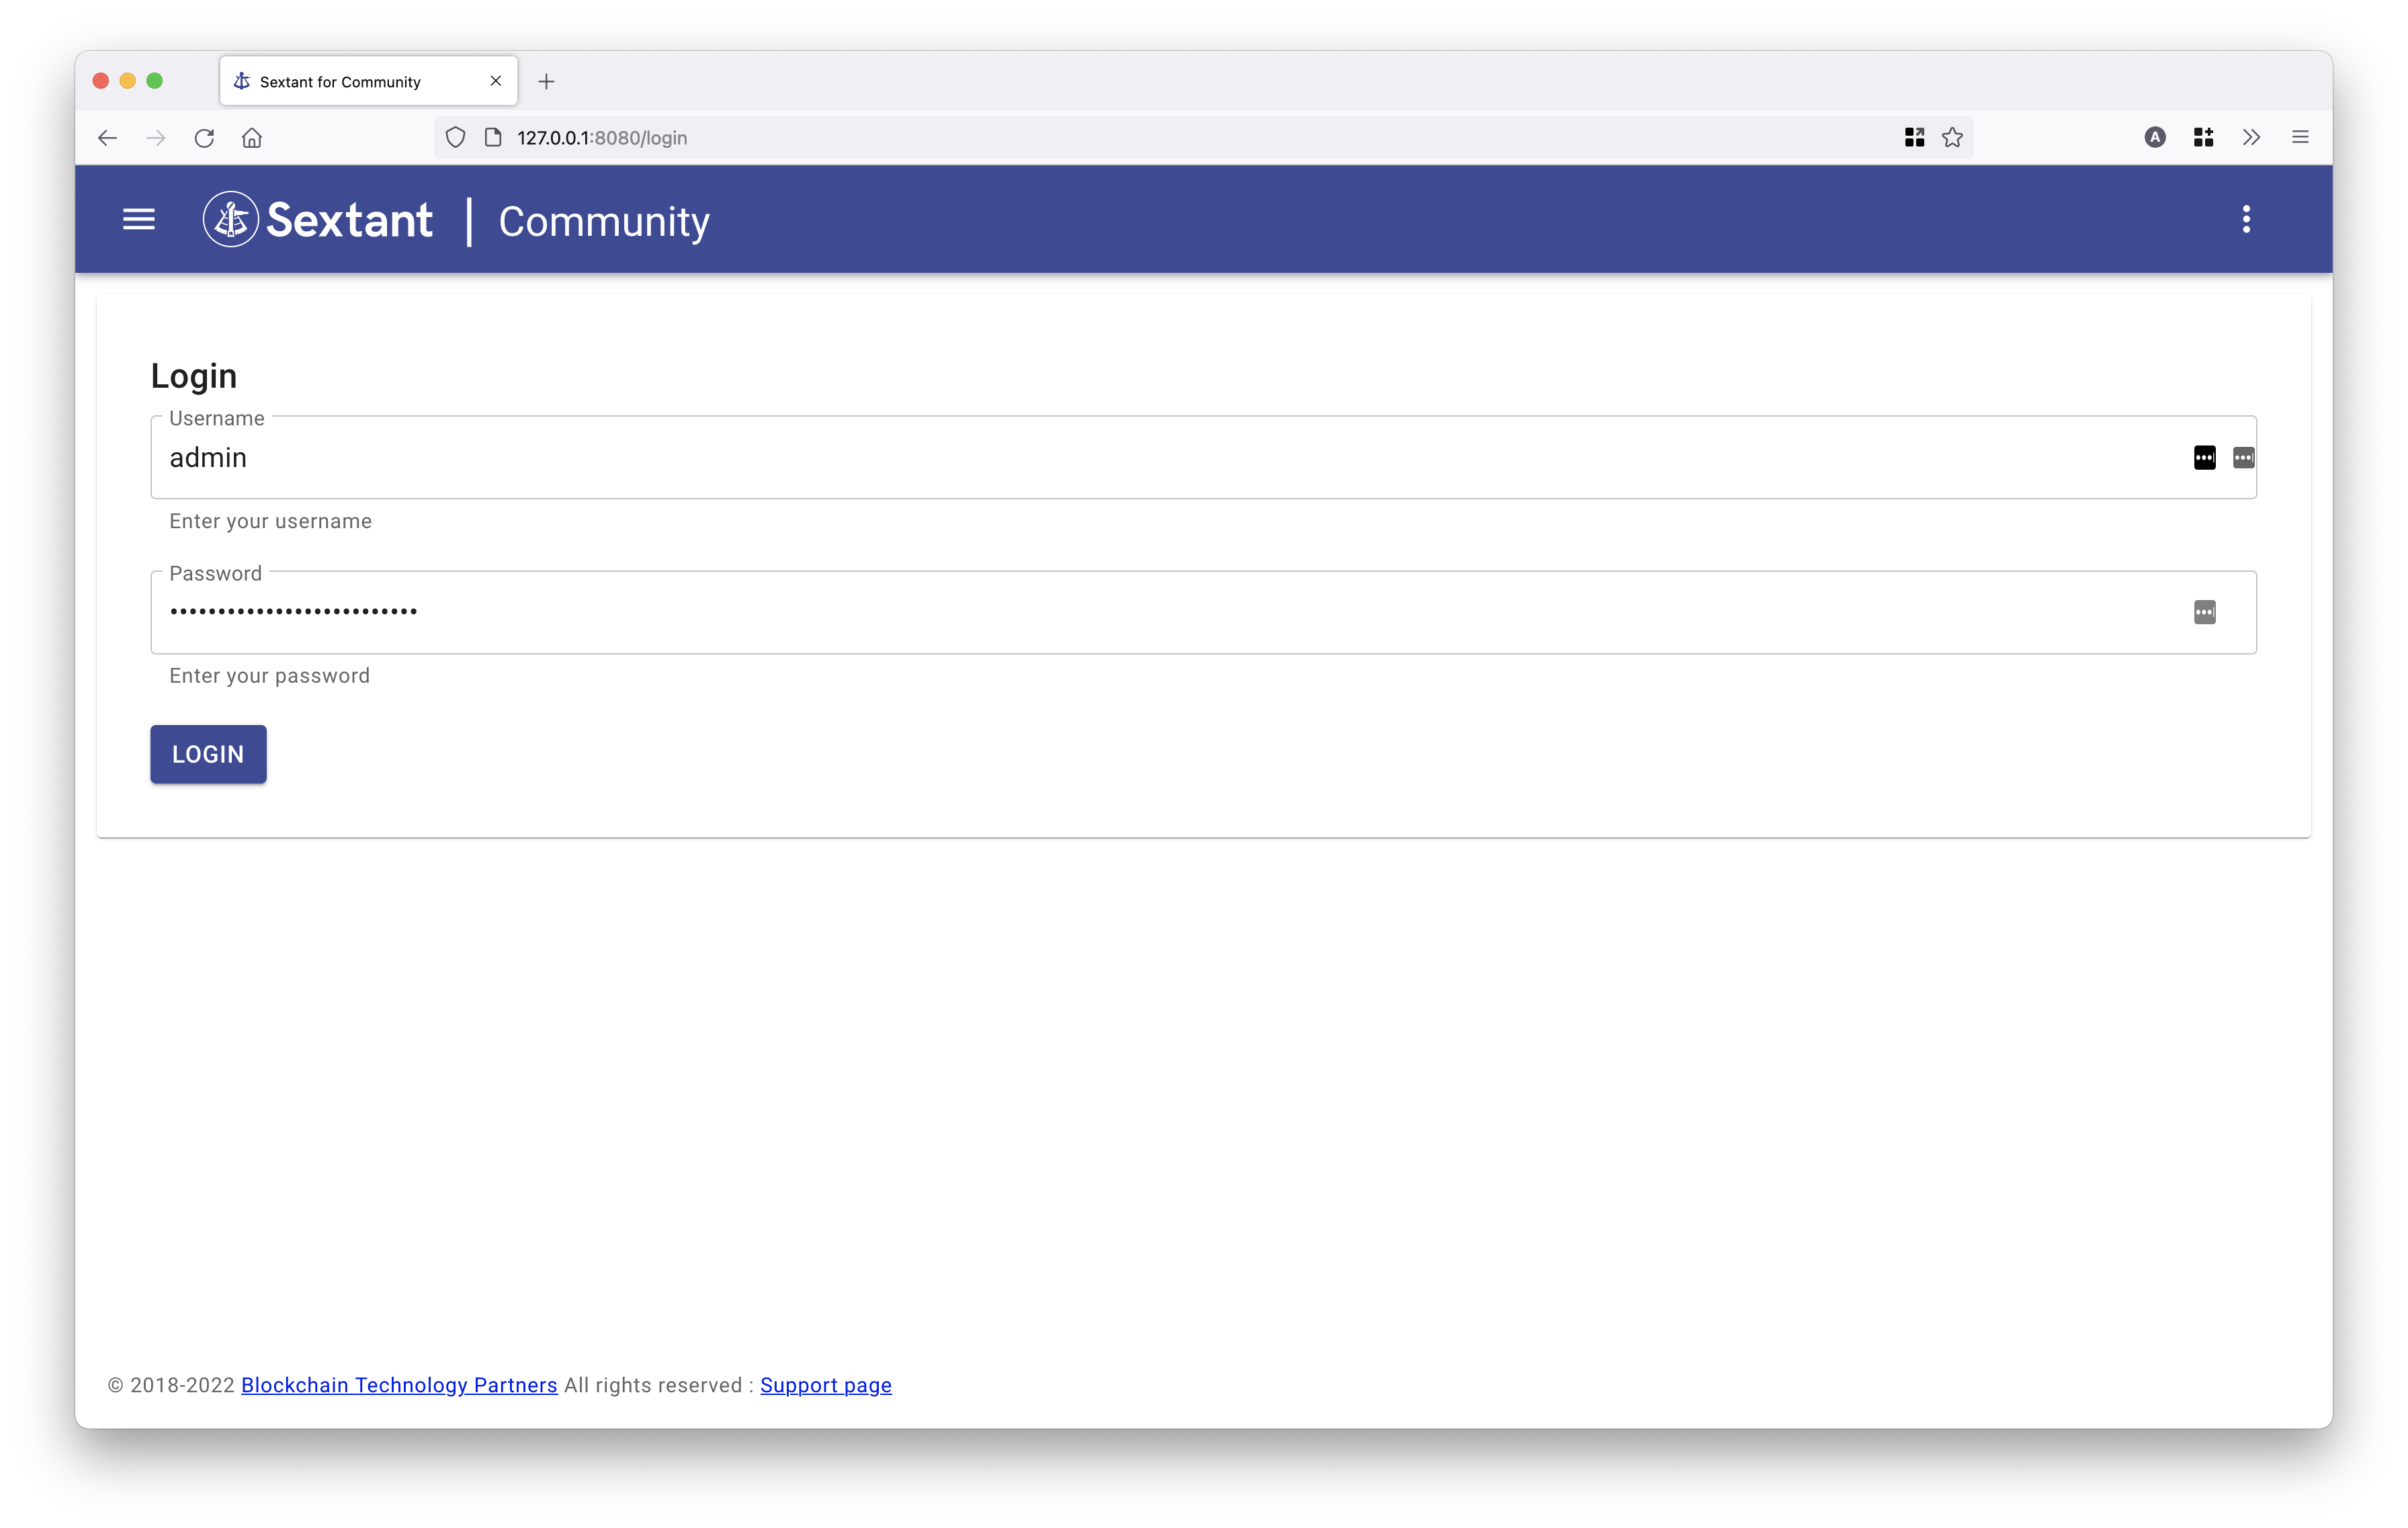 Sextant for Community
127.0.0.1:8080/login
A
Sextant | Community
Login
Username
admin
Enter your username
Password
••••••••••••••••••••••••••
Enter your password
LOGIN
© 2018-2022 Blockchain Technology Partners All rights reserved : Support page